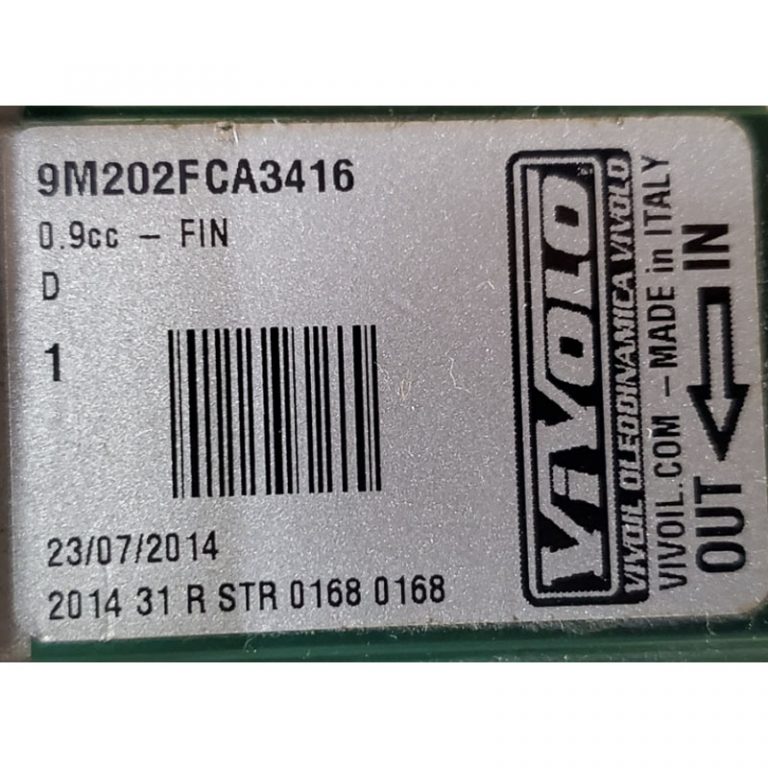 9M202FCA3416
0.9cc - FIN
D
1
23/07/2014
2014 31 R STR 0168 0168
ViVOLO
VIVOIL OLEODINAMICA VIVOLO
VIVOIL.COM - MADE in ITALY
OUT IN